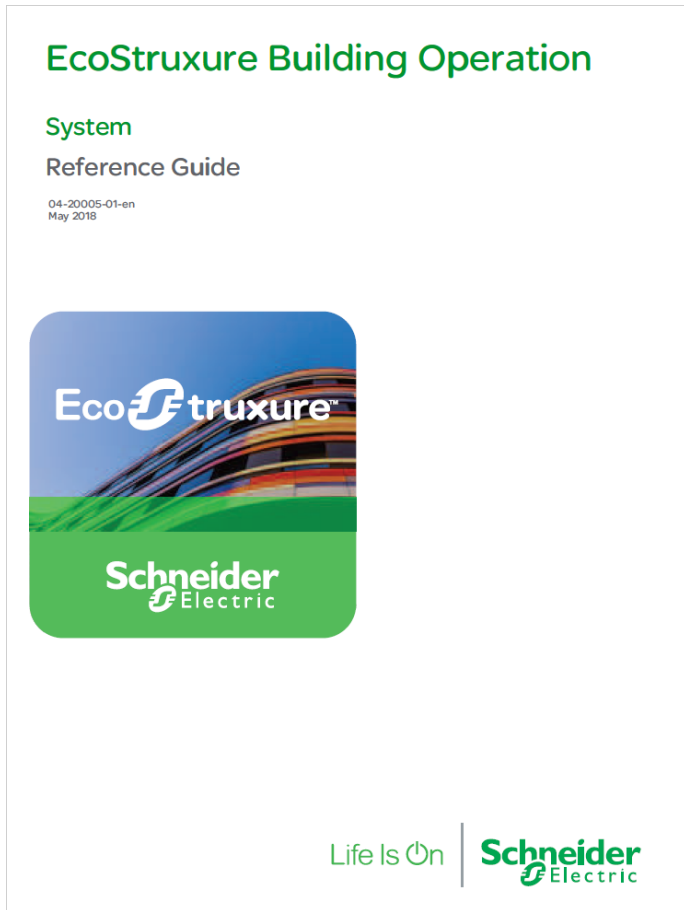 EcoStruxure Building Operation
System
Reference Guide
04-20005-01-en
May 2018
EcoStruxure™
Schneider
Electric
Life Is On
Schneider
Electric